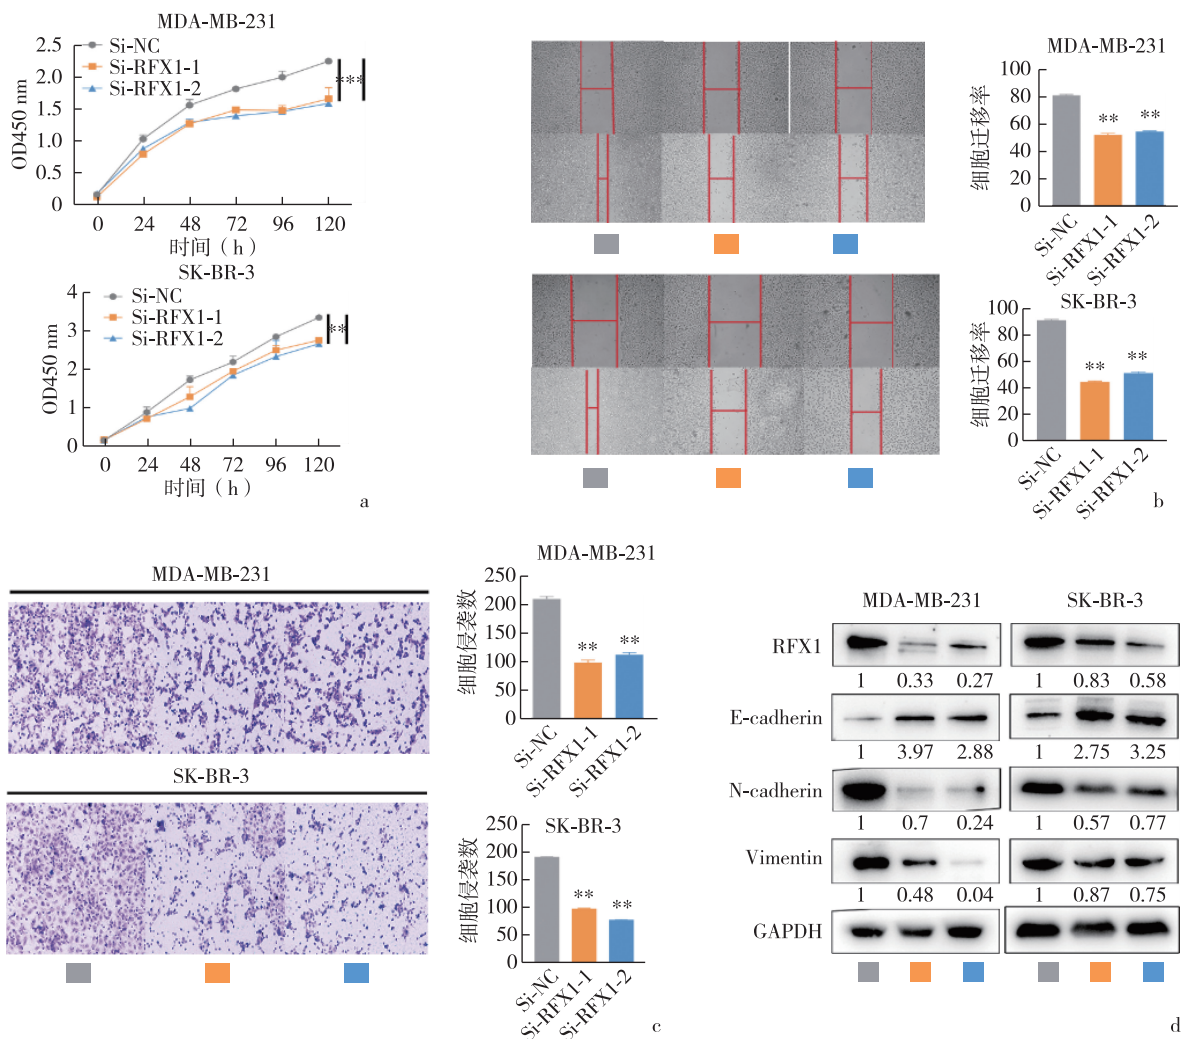 MDA-MB-231
Si-NC
Si-RFX1-1
Si-RFX1-2
***
OD450 nm
2.5
2.0
1.5
1.0
0.5
0
0 24 48 72 96 120
时间（h）
SK-BR-3
Si-NC
Si-RFX1-1
Si-RFX1-2
**
OD450 nm
4
3
2
1
0
0 24 48 72 96 120
时间（h）
a
MDA-MB-231
细胞迁移率
100
80
60
40
20
0
** **
Si-NC Si-RFX1-1 Si-RFX1-2
SK-BR-3
细胞迁移率
100
80
60
40
20
0
** **
Si-NC Si-RFX1-1 Si-RFX1-2
b
MDA-MB-231
SK-BR-3
MDA-MB-231
细胞侵袭数
250
200
150
100
50
0
** **
Si-NC Si-RFX1-1 Si-RFX1-2
SK-BR-3
细胞侵袭数
250
200
150
100
50
0
** **
Si-NC Si-RFX1-1 Si-RFX1-2
c
MDA-MB-231 SK-BR-3
RFX1
1 0.33 0.27 1 0.83 0.58
E-cadherin
1 3.97 2.88 1 2.75 3.25
N-cadherin
1 0.7 0.24 1 0.57 0.77
Vimentin
1 0.48 0.04 1 0.87 0.75
GAPDH
d